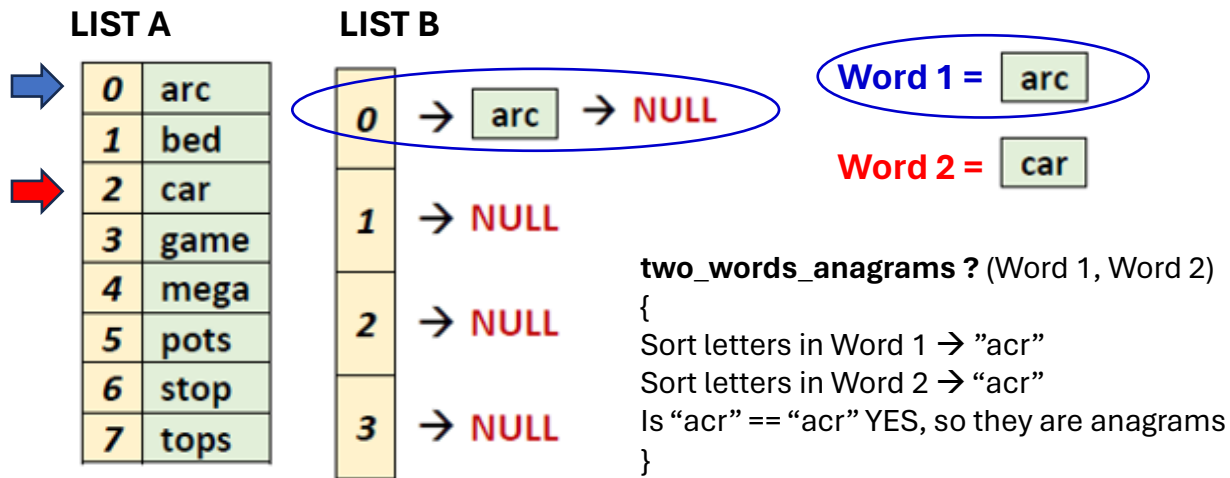 LIST A
0 arc
1 bed
2 car
3 game
4 mega
5 pots
6 stop
7 tops
LIST B
0 → arc → NULL
1 → NULL
2 → NULL
3 → NULL
Word 1 = arc
Word 2 = car
two_words_anagrams ? (Word 1, Word 2)
{
Sort letters in Word 1 → ”acr”
Sort letters in Word 2 → “acr”
Is “acr” == “acr” YES, so they are anagrams
}